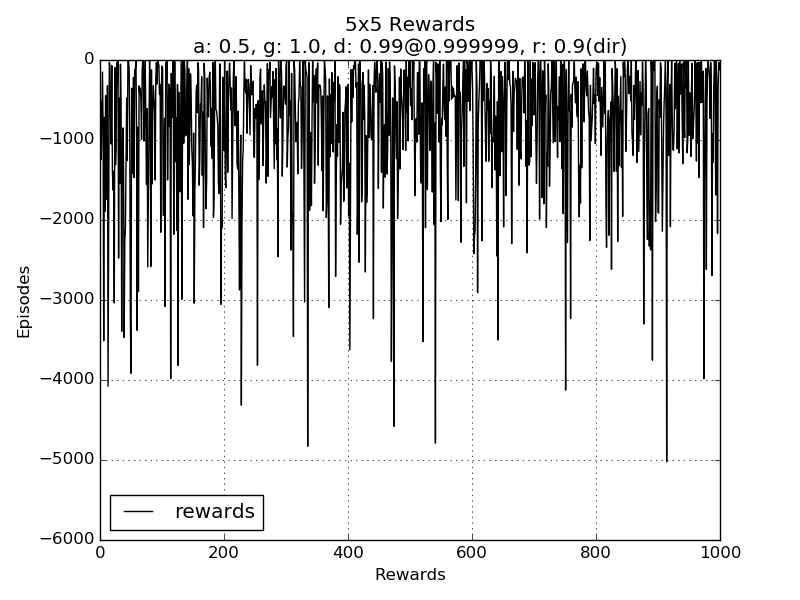 5x5 Rewards
a: 0.5, g: 1.0, d: 0.99@0.999999, r: 0.9(dir)
0
−1000
−2000
−3000
−4000
−5000
−6000
Episodes
rewards
0 200 400 600 800 1000
Rewards